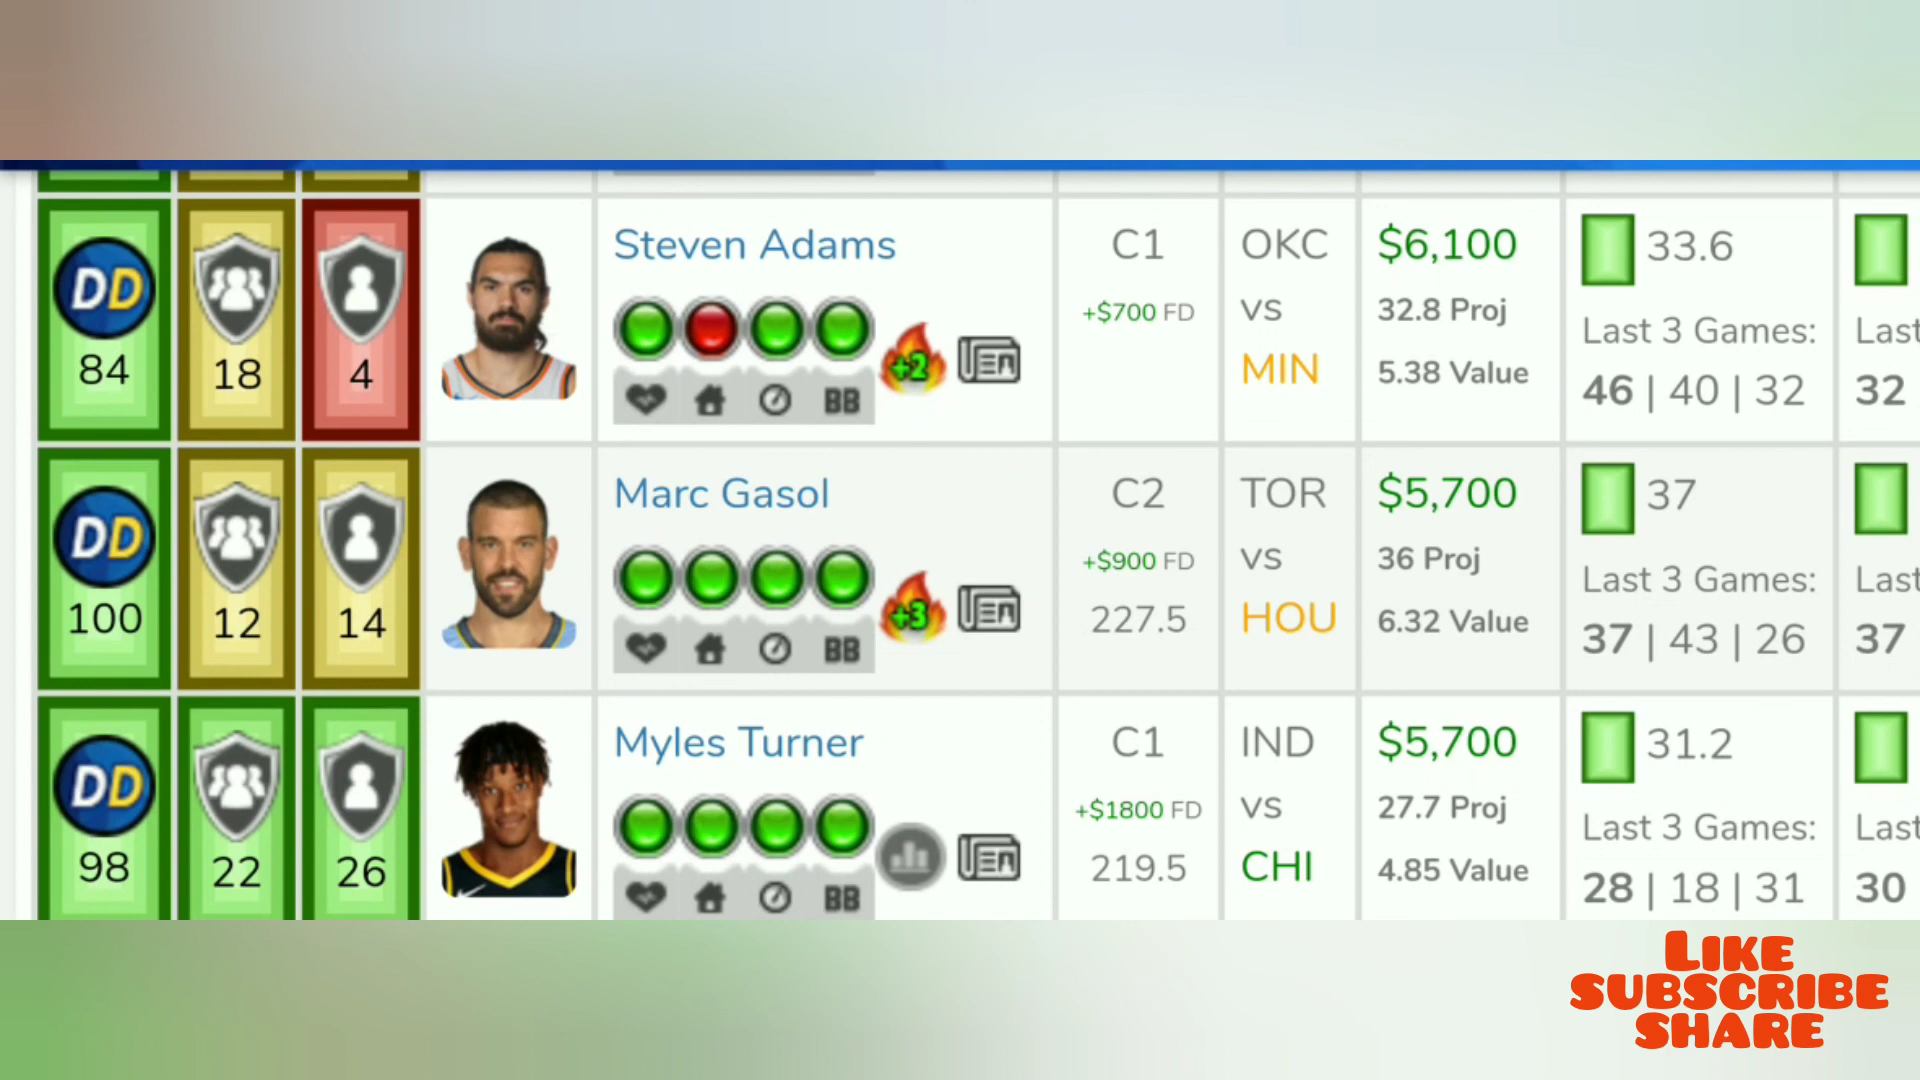 DD
84
18
4
Steven Adams
+2
BB
C1
+$700 FD
OKC
vs
MIN
$6,100
32.8 Proj
5.38 Value
33.6
Last 3 Games:
46 | 40 | 32
Last
32
DD
100
12
14
Marc Gasol
+3
BB
C2
+$900 FD
227.5
TOR
vs
HOU
$5,700
36 Proj
6.32 Value
37
Last 3 Games:
37 | 43 | 26
Last
37
DD
98
22
26
Myles Turner
BB
C1
+$1800 FD
219.5
IND
vs
CHI
$5,700
27.7 Proj
4.85 Value
31.2
Last 3 Games:
28 | 18 | 31
Last
30
LIKE
SUBSCRIBE
SHARE